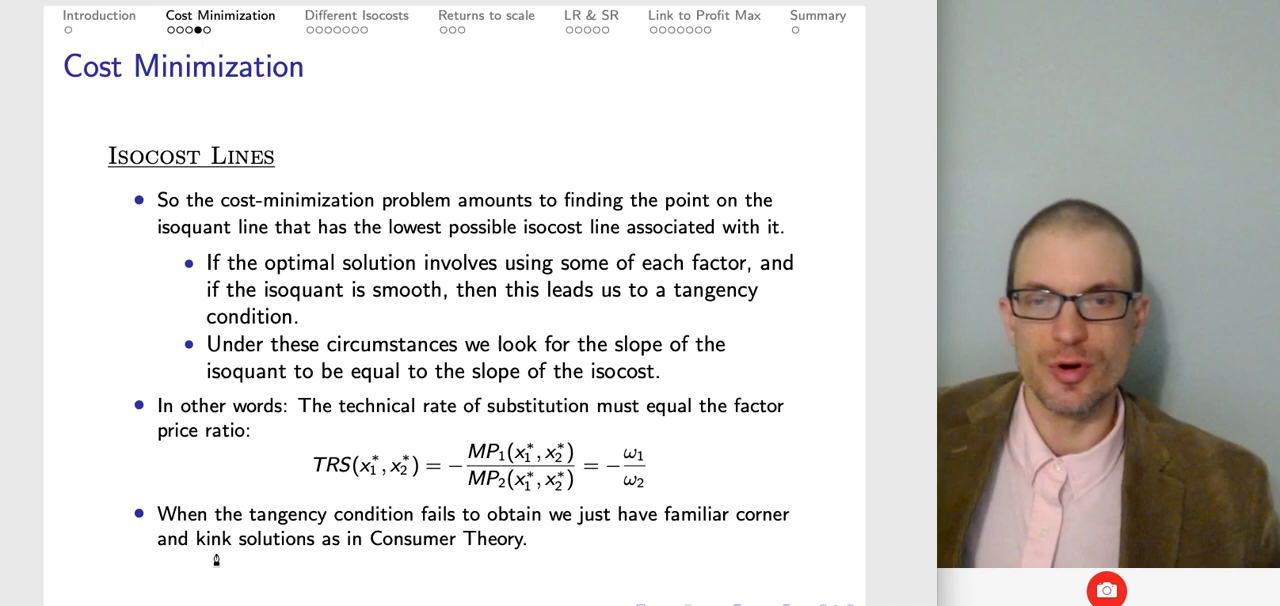 Introduction Cost Minimization Different Isocosts Returns to scale LR & SR Link to Profit Max Summary
Cost Minimization
Isocost Lines
• So the cost-minimization problem amounts to finding the point on the
isoquant line that has the lowest possible isocost line associated with it.
• If the optimal solution involves using some of each factor, and
if the isoquant is smooth, then this leads us to a tangency
condition.
• Under these circumstances we look for the slope of the
isoquant to be equal to the slope of the isocost.
• In other words: The technical rate of substitution must equal the factor
price ratio:
TRS(x₁*, x₂*) = − MP₁(x₁*, x₂*) / MP₂(x₁*, x₂*) = − ω₁ / ω₂
• When the tangency condition fails to obtain we just have familiar corner
and kink solutions as in Consumer Theory.